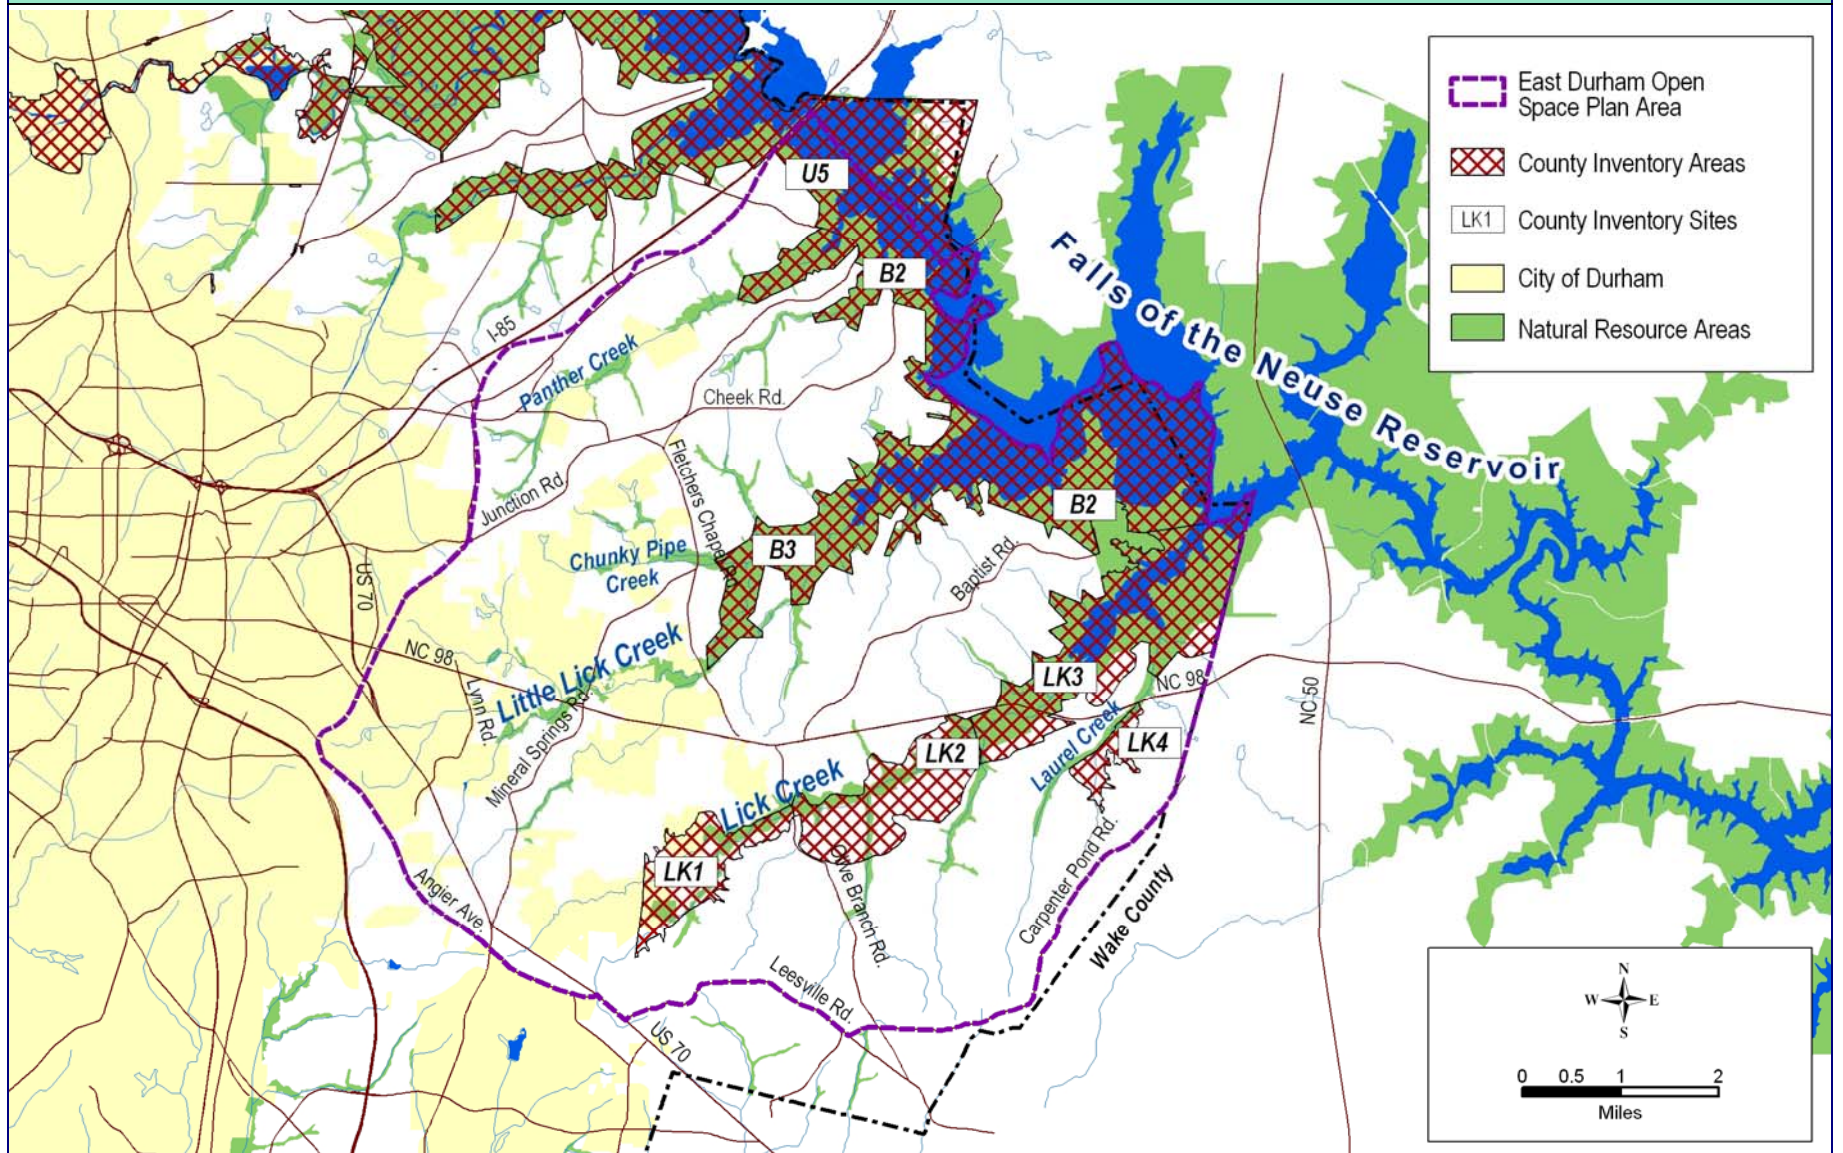 East Durham Open
Space Plan Area
County Inventory Areas
LK1
County Inventory Sites
City of Durham
Natural Resource Areas
U5
B2
Falls of the Neuse Reservoir
I-85
Panther Creek
Cheek Rd.
Fletchers Chapel Rd.
Junction Rd
B2
B3
Chunky Pipe
Creek
Baptist Rd.
US 70
NC 98
Lynn Rd.
Little Lick Creek
Mineral Springs Rd.
LK3
NC 98
NC 50
LK2
LK4
Laurel Creek
Lick Creek
LK1
Olive Branch Rd.
Carpenter Pond Rd.
Wake County
Angier Ave.
Leesville Rd.
US 70
N
W E
S
0 0.5 1 2
Miles